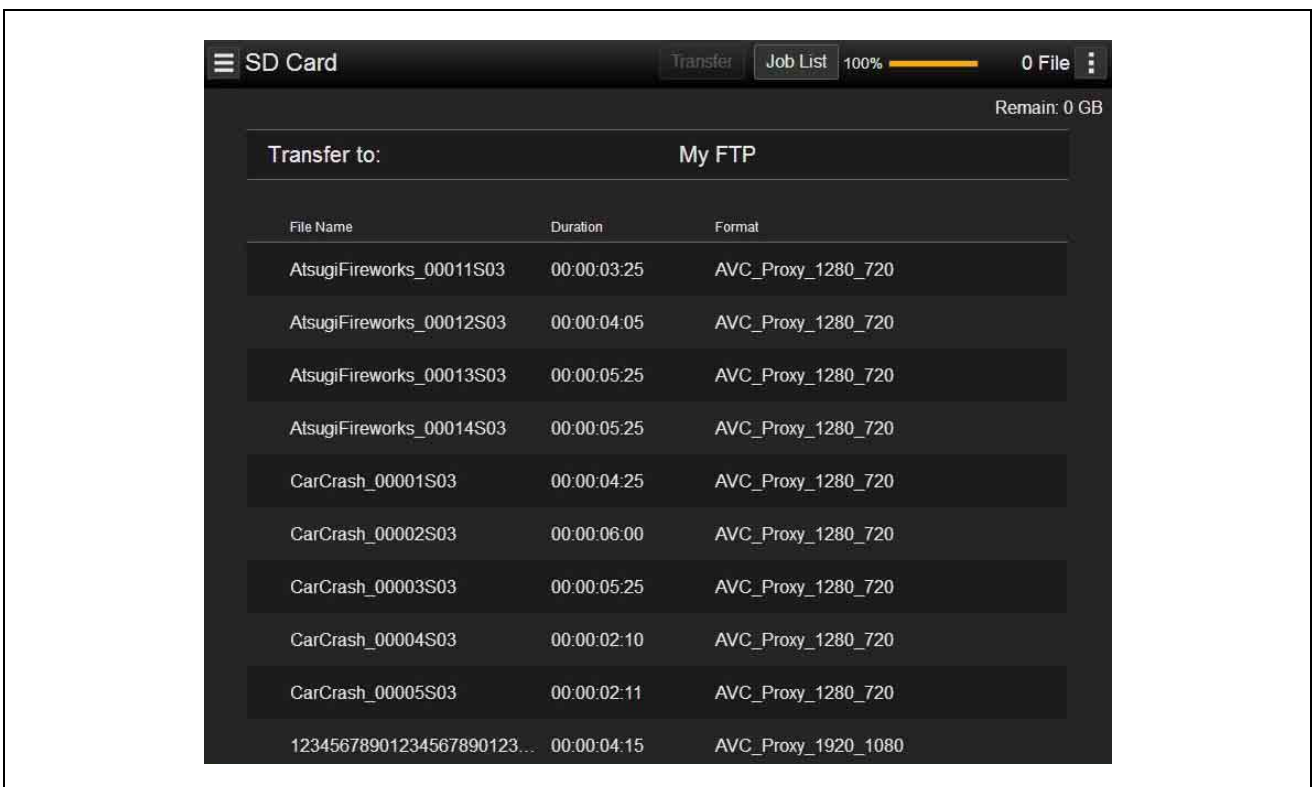 SD Card Transfer Job List 100% 0 File
Remain: 0 GB
Transfer to: My FTP
File Name Duration Format
AtsugiFireworks_00011S03 00:00:03:25 AVC_Proxy_1280_720
AtsugiFireworks_00012S03 00:00:04:05 AVC_Proxy_1280_720
AtsugiFireworks_00013S03 00:00:05:25 AVC_Proxy_1280_720
AtsugiFireworks_00014S03 00:00:05:25 AVC_Proxy_1280_720
CarCrash_00001S03 00:00:04:25 AVC_Proxy_1280_720
CarCrash_00002S03 00:00:06:00 AVC_Proxy_1280_720
CarCrash_00003S03 00:00:05:25 AVC_Proxy_1280_720
CarCrash_00004S03 00:00:02:10 AVC_Proxy_1280_720
CarCrash_00005S03 00:00:02:11 AVC_Proxy_1280_720
12345678901234567890123... 00:00:04:15 AVC_Proxy_1920_1080